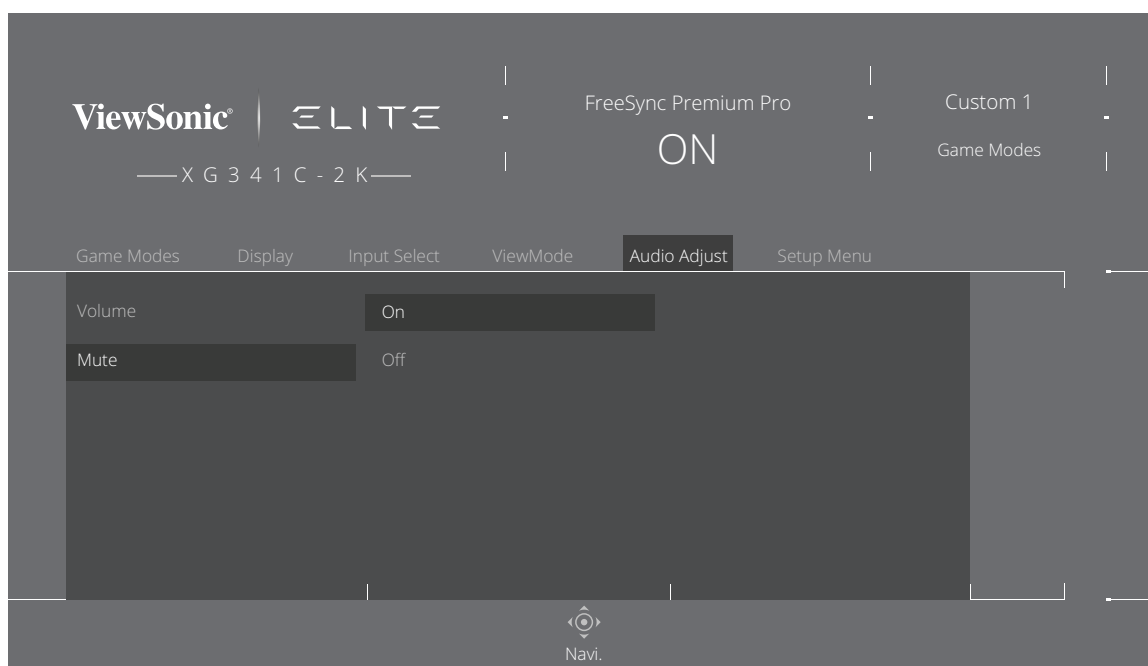 ViewSonic® ELITE
XG341C-2K
FreeSync Premium Pro
ON
Custom 1
Game Modes
Game Modes Display Input Select ViewMode Audio Adjust Setup Menu
Volume On
Mute Off
Navi.